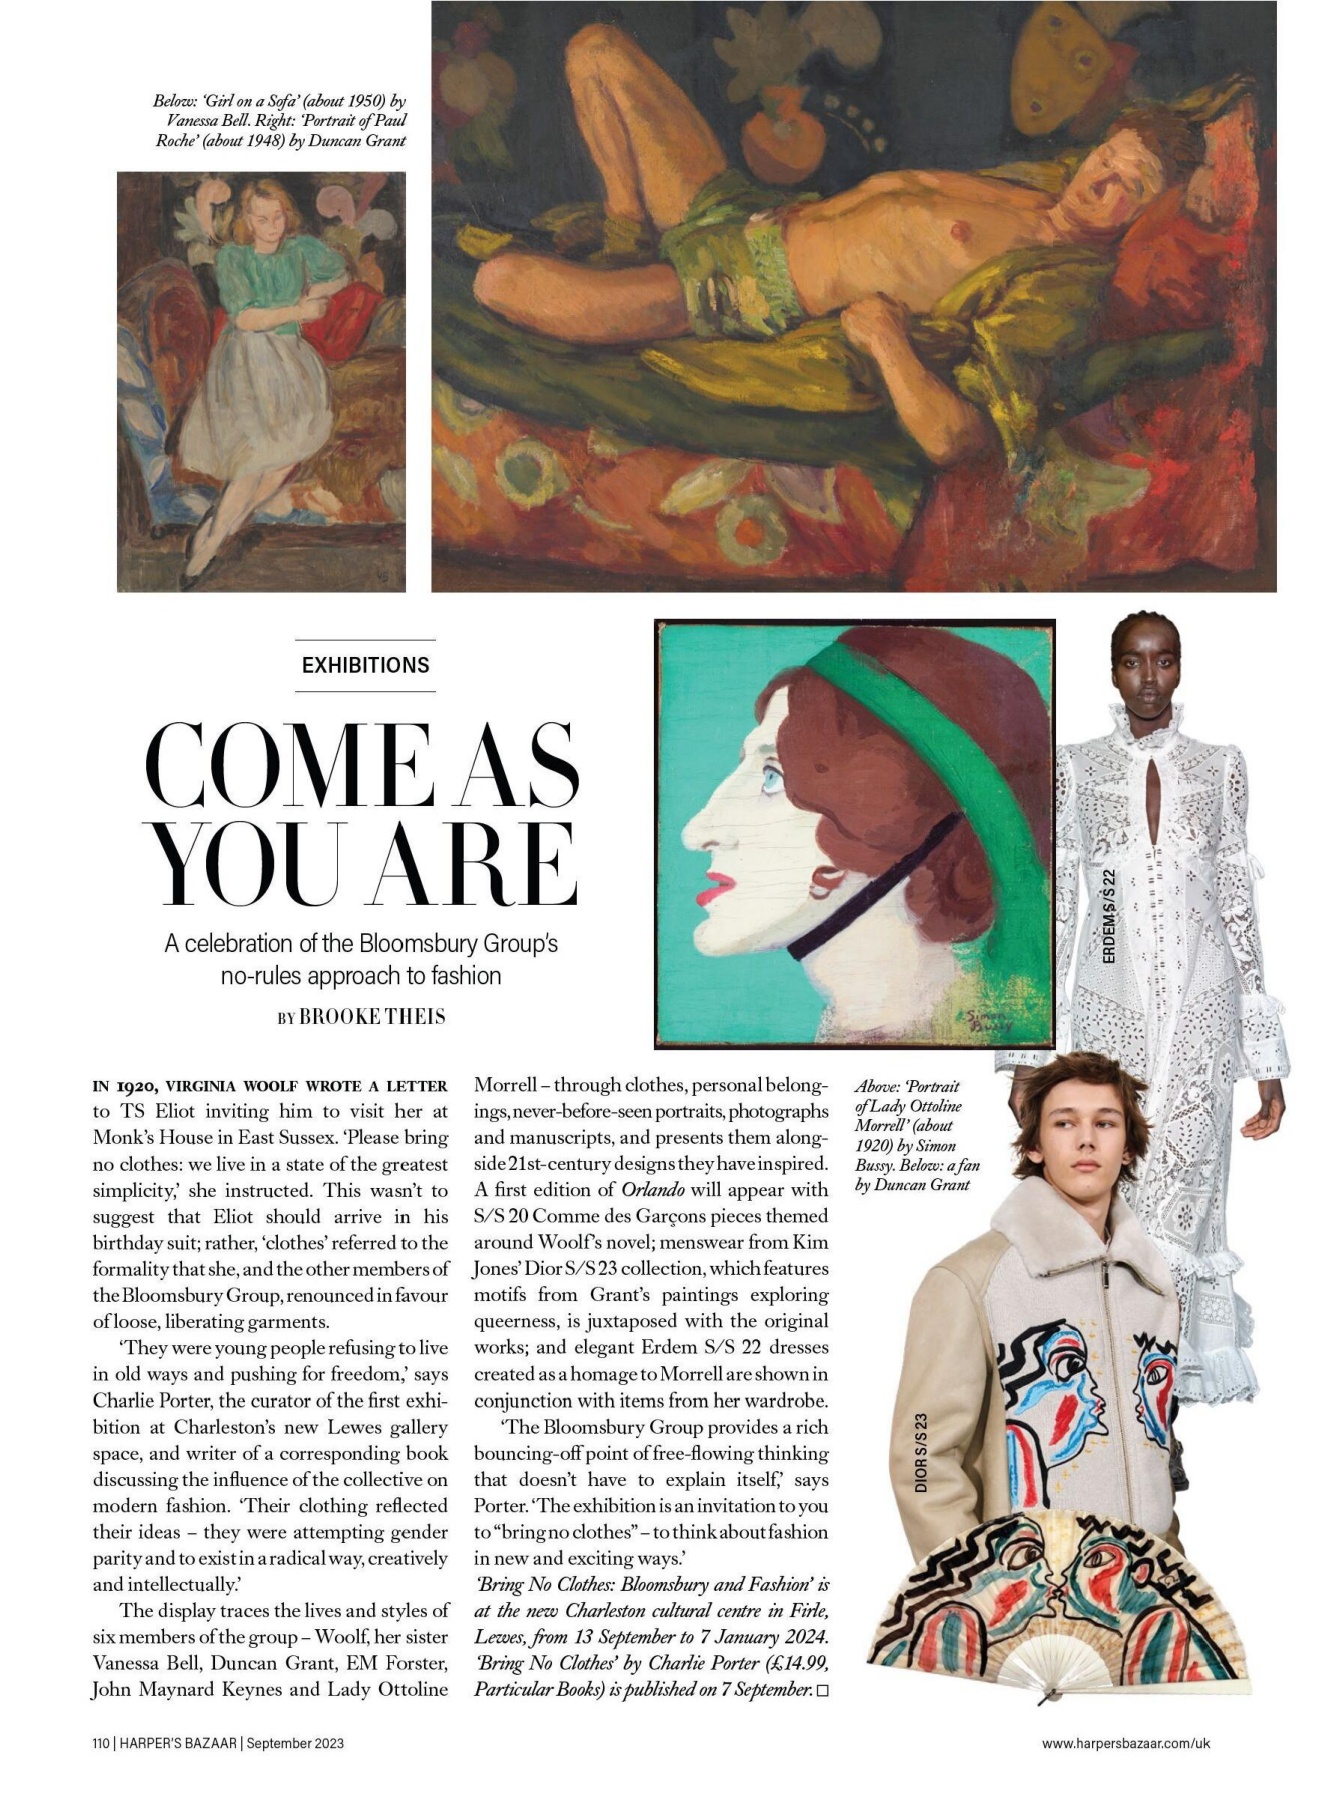 Below: ‘Girl on a Sofa’ (about 1950) by
Vanessa Bell. Right: ‘Portrait of Paul
Roche’ (about 1948) by Duncan Grant
EXHIBITIONS
COME AS
YOU ARE
A celebration of the Bloomsbury Group’s
no-rules approach to fashion
BY BROOKE THEIS
IN 1920, VIRGINIA WOOLF WROTE A LETTER
to TS Eliot inviting him to visit her at
Monk’s House in East Sussex. ‘Please bring
no clothes: we live in a state of the greatest
simplicity,’ she instructed. This wasn’t to
suggest that Eliot should arrive in his
birthday suit; rather, ‘clothes’ referred to the
formality that she, and the other members of
the Bloomsbury Group, renounced in favour
of loose, liberating garments.
‘They were young people refusing to live
in old ways and pushing for freedom,’ says
Charlie Porter, the curator of the first exhi-
bition at Charleston’s new Lewes gallery
space, and writer of a corresponding book
discussing the influence of the collective on
modern fashion. ‘Their clothing reflected
their ideas – they were attempting gender
parity and to exist in a radical way, creatively
and intellectually.’
The display traces the lives and styles of
six members of the group – Woolf, her sister
Vanessa Bell, Duncan Grant, EM Forster,
John Maynard Keynes and Lady Ottoline
Morrell – through clothes, personal belong-
ings, never-before-seen portraits, photographs
and manuscripts, and presents them along-
side 21st-century designs they have inspired.
A first edition of Orlando will appear with
S/S 20 Comme des Garçons pieces themed
around Woolf’s novel; menswear from Kim
Jones’ Dior S/S 23 collection, which features
motifs from Grant’s paintings exploring
queerness, is juxtaposed with the original
works; and elegant Erdem S/S 22 dresses
created as a homage to Morrell are shown in
conjunction with items from her wardrobe.
‘The Bloomsbury Group provides a rich
bouncing-off point of free-flowing thinking
that doesn’t have to explain itself,’ says
Porter. ‘The exhibition is an invitation to you
to “bring no clothes” – to think about fashion
in new and exciting ways.’
‘Bring No Clothes: Bloomsbury and Fashion’ is
at the new Charleston cultural centre in Firle,
Lewes, from 13 September to 7 January 2024.
‘Bring No Clothes’ by Charlie Porter (£14.99,
Particular Books) is published on 7 September. □
Simon
Bussy
ERDEM S/S 22
Above: ‘Portrait
of Lady Ottoline
Morrell’ (about
1920) by Simon
Bussy. Below: a fan
by Duncan Grant
DIOR S/S 23
110 | HARPER’S BAZAAR | September 2023
www.harpersbazaar.com/uk